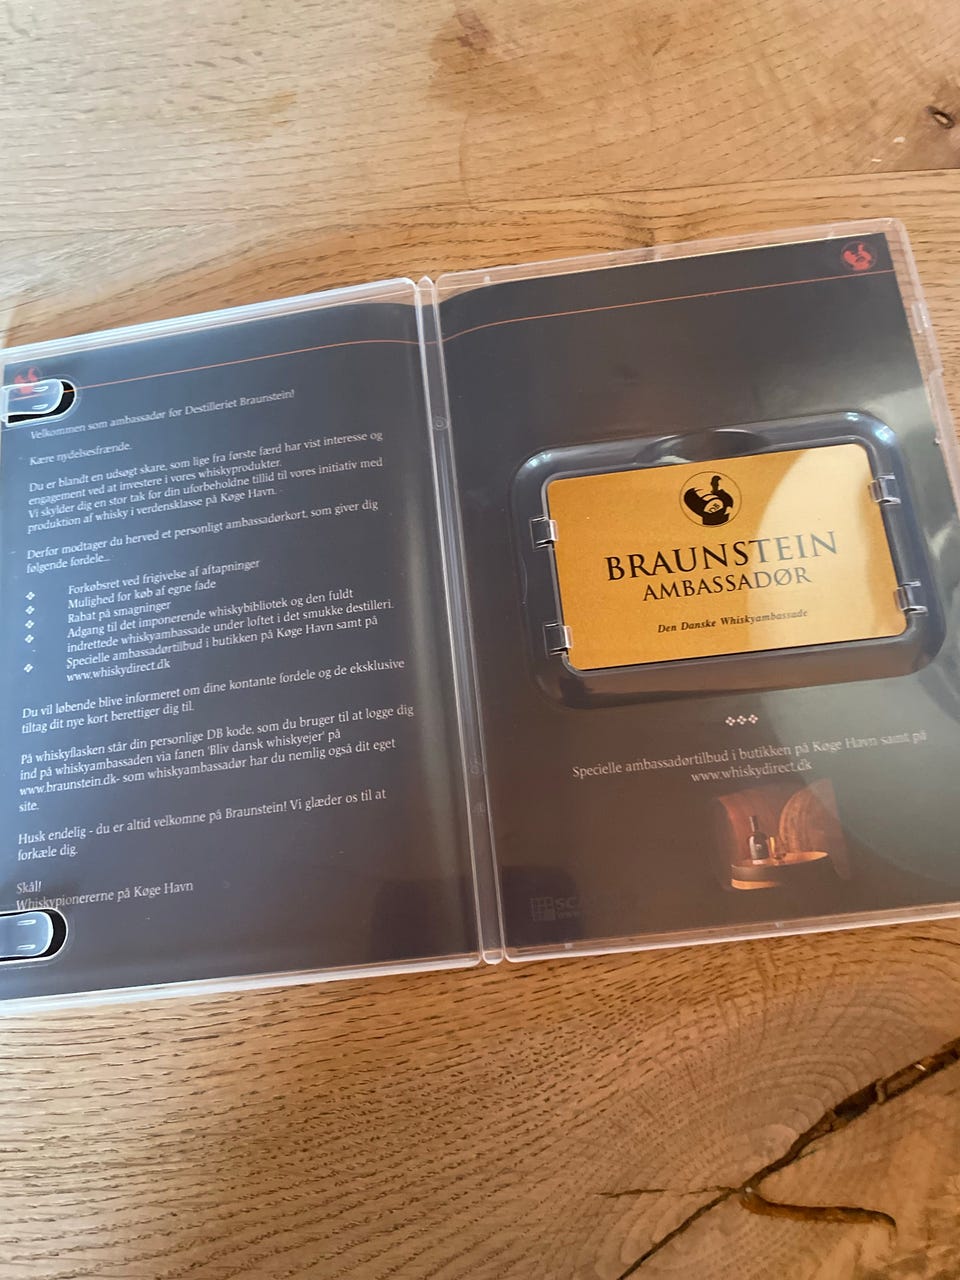 Velkommen som ambassadør for Destilleriet Braunstein!
Kære nydelsesfrænde.
Du er blandt en udsøgt skare, som lige fra første færd har vist interesse og
engagement ved at investere i vores whiskyprodukter.
Vi skylder dig en stor tak for din uforbeholdne tillid til vores initiativ med
produktion af whisky i verdensklasse på Køge Havn.
Derfor modtager du herved et personligt ambassadørkort, som giver dig
følgende fordele...
Forkøbsret ved frigivelse af aftapninger
Mulighed for køb af egne fade
Rabat på smagninger
Adgang til det imponerende whiskybibliotek og den fuldt
indrettede whiskyambassade under loftet i det smukke destilleri.
Specielle ambassadørtilbud i butikken på Køge Havn samt på
www.whiskydirect.dk
Du vil løbende blive informeret om dine kontante fordele og de eksklusive
tiltag dit nye kort berettiger dig til.
På whiskyflasken står din personlige DB kode, som du bruger til at logge dig
ind på whiskyambassaden via fanen 'Bliv dansk whiskyejer' på
www.braunstein.dk- som whiskyambassadør har du nemlig også dit eget
site.
Husk endelig - du er altid velkomne på Braunstein! Vi glæder os til at
forkæle dig.
Skål!
Whiskypionererne på Køge Havn
BRAUNSTEIN
AMBASSADØR
Den Danske Whiskyambassade
Specielle ambassadørtilbud i butikken på Køge Havn samt på
www.whiskydirect.dk